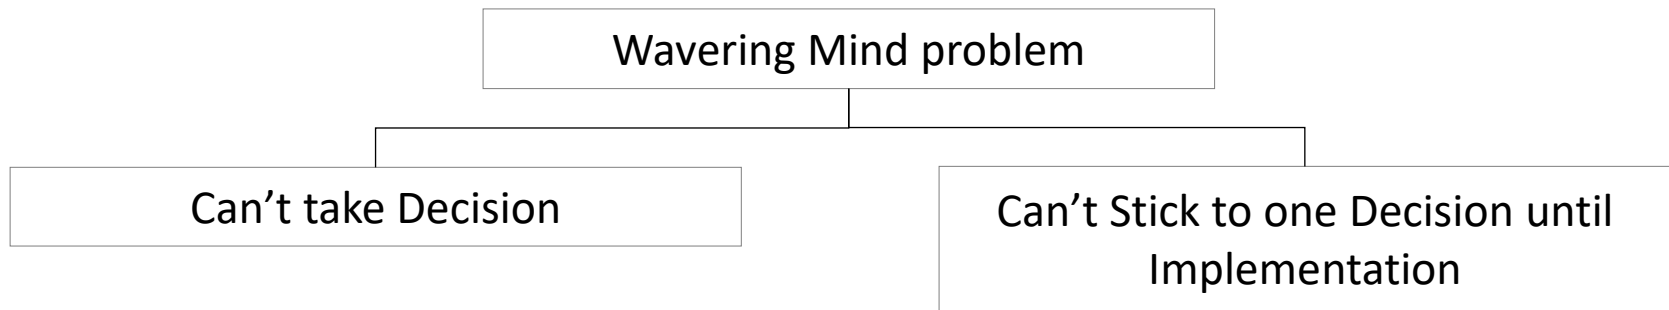 Wavering Mind problem
Can’t take Decision
Can’t Stick to one Decision until
Implementation